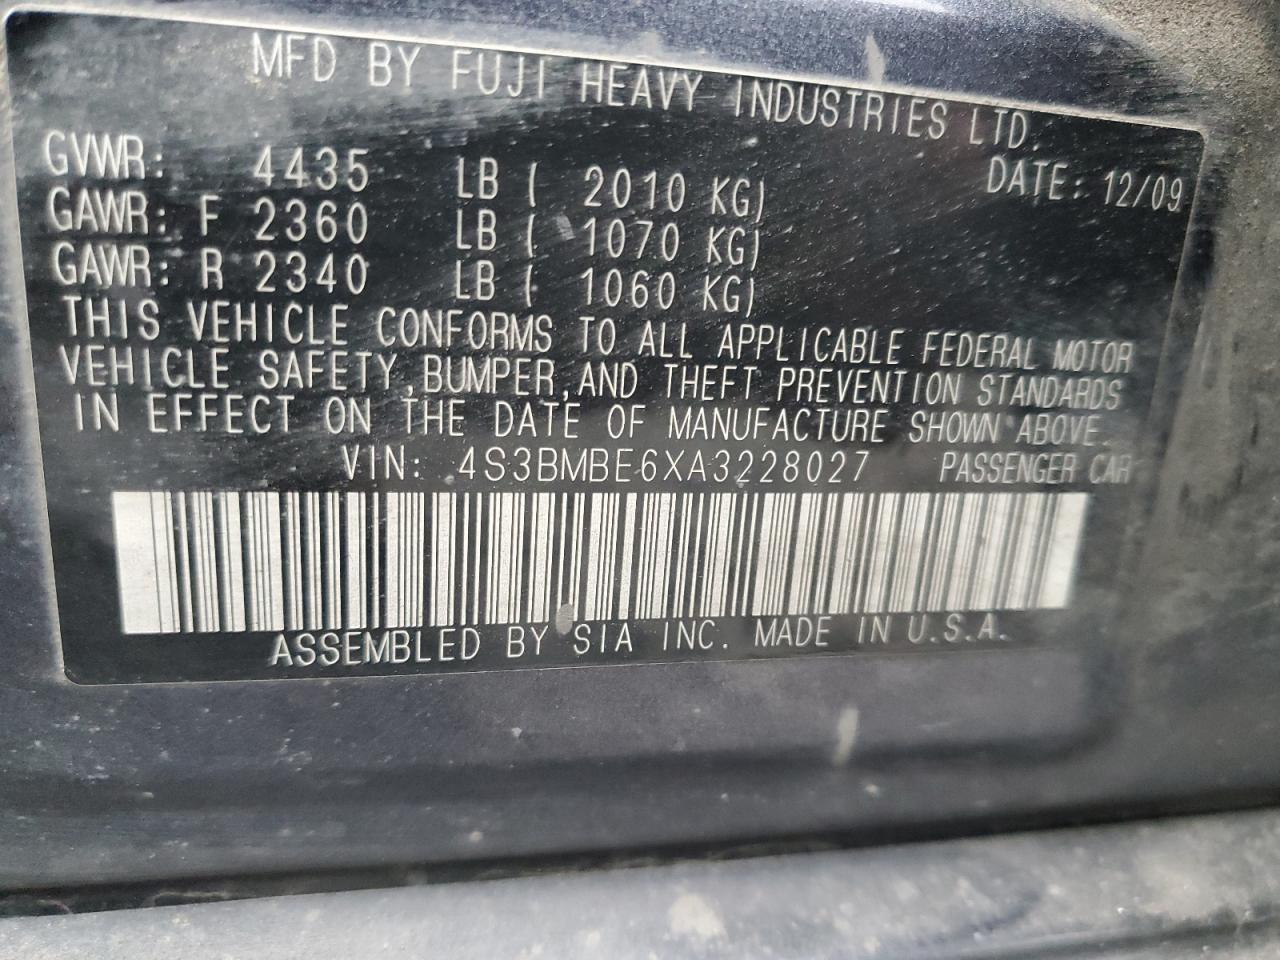 MFD BY FUJI HEAVY INDUSTRIES LTD.
DATE: 12/09
GVWR: 4435 LB ( 2010 KG)
GAWR: F 2360 LB ( 1070 KG)
GAWR: R 2340 LB ( 1060 KG)
THIS VEHICLE CONFORMS TO ALL APPLICABLE FEDERAL MOTOR
VEHICLE SAFETY, BUMPER, AND THEFT PREVENTION STANDARDS
IN EFFECT ON THE DATE OF MANUFACTURE SHOWN ABOVE.
VIN: 4S3BMBE6XA3228027 PASSENGER CAR
ASSEMBLED BY SIA INC. MADE IN U.S.A.